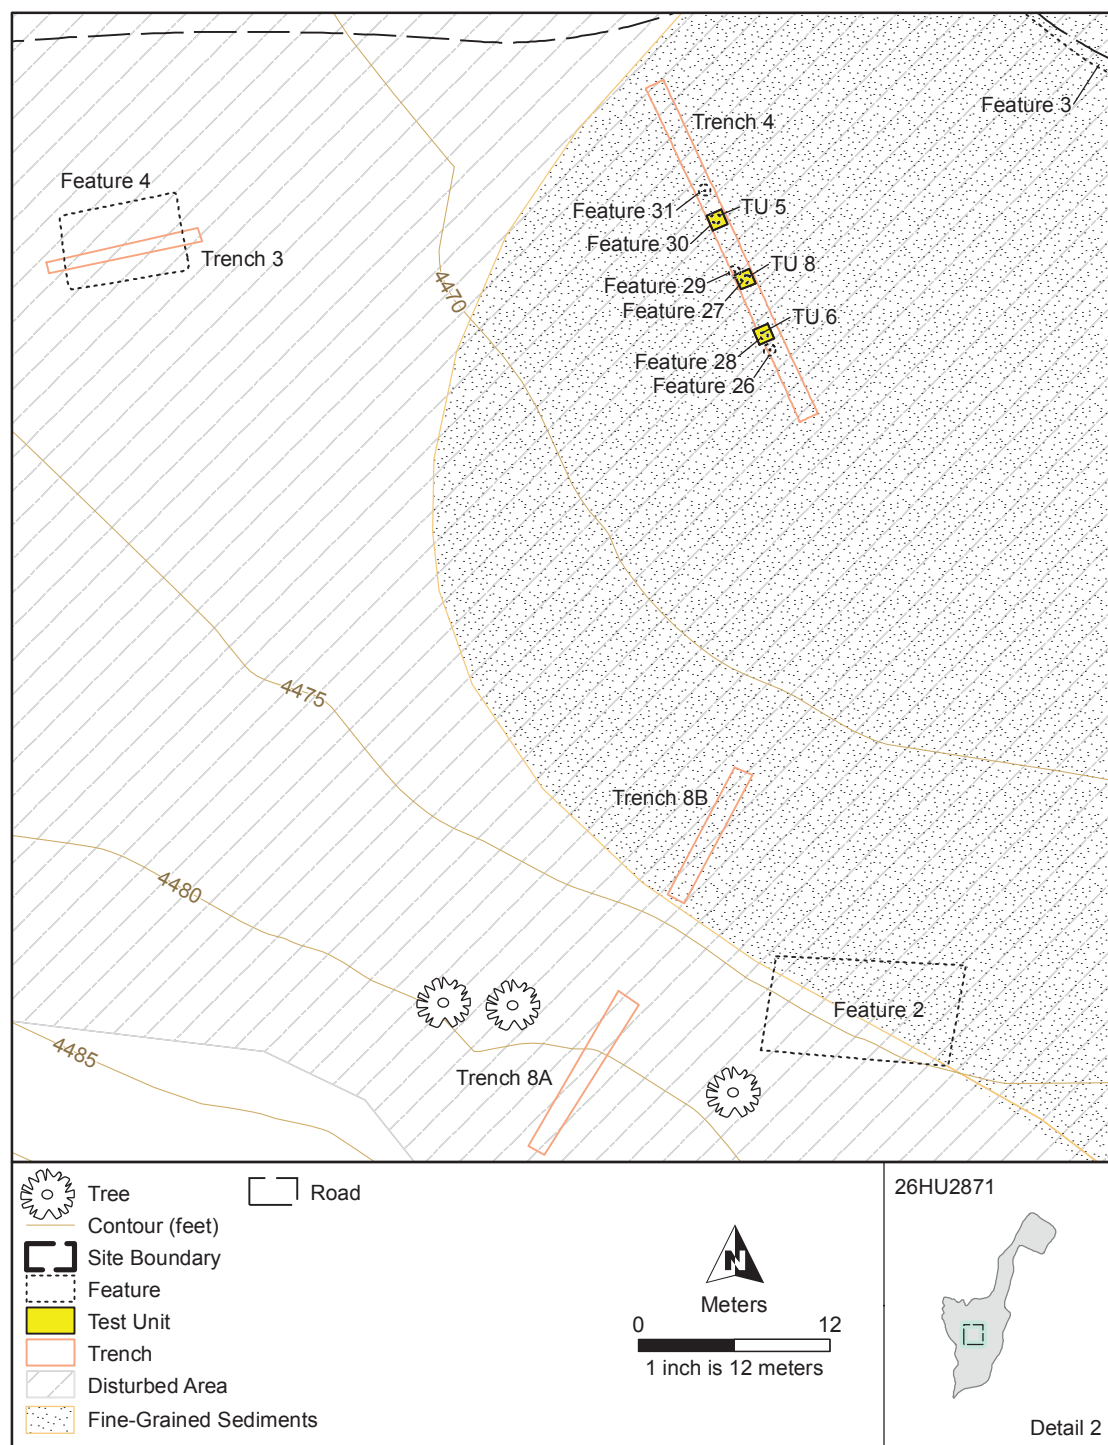 Feature 3
Trench 4
Feature 4
Feature 31
TU 5
Feature 30
Trench 3
TU 8
Feature 29
4470
Feature 27
TU 6
Feature 28
Feature 26
4475
Trench 8B
4480
Feature 2
4485
Trench 8A
Tree
Road
Contour (feet)
Site Boundary
Feature
Test Unit
Trench
Disturbed Area
Fine-Grained Sediments
N
Meters
0 12
1 inch is 12 meters
26HU2871
Detail 2